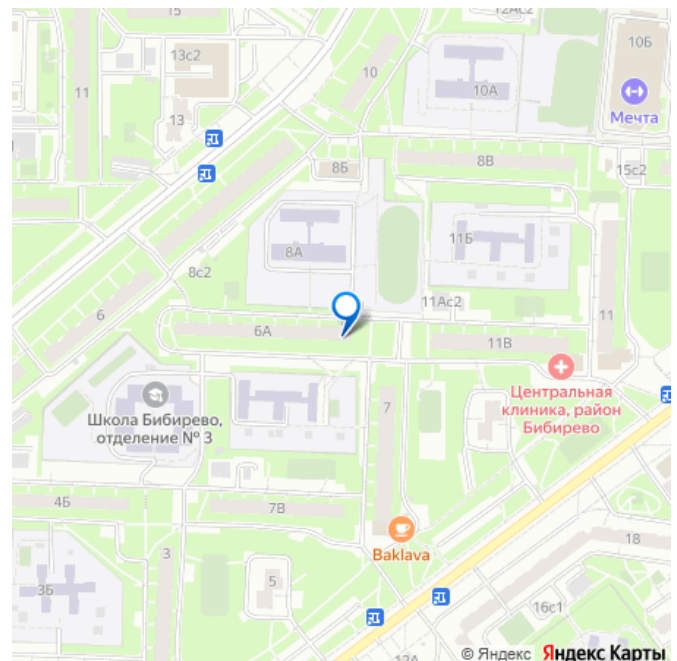 15
12Ас2
13с2
10Б
10
10А
11
Мечта
13
8Б
8В
15с2
8А
11Б
8с2
11Ас2
6
6А
11В
11
Центральная
клиника, район
Бибирево
7
Школа Бибирево,
отделение № 3
4Б
7В
3
Baklava
18
5
3Б
16с1
12А
© Яндекс Яндекс Карты